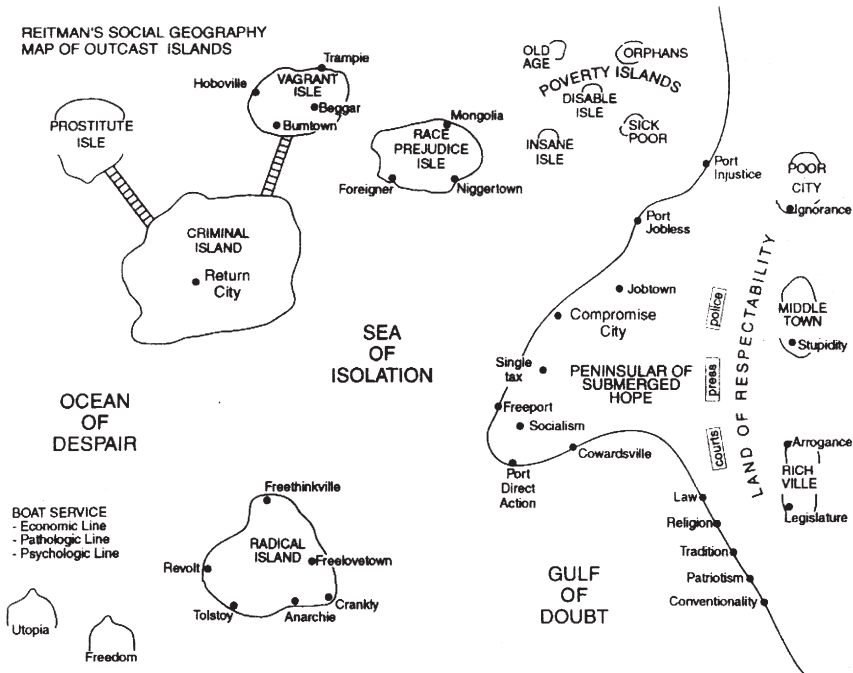 REITMAN'S SOCIAL GEOGRAPHY
MAP OF OUTCAST ISLANDS
Trampie
VAGRANT
ISLE
Hoboville
Beggar
Bumtown
PROSTITUTE
ISLE
Mongolia
RACE
PREJUDICE
ISLE
Foreigner
Niggertown
OLD
AGE
ORPHANS
POVERTY ISLANDS
DISABLE
ISLE
INSANE
ISLE
SICK
POOR
Port
Injustice
POOR
CITY
Ignorance
CRIMINAL
ISLAND
Return
City
Port
Jobless
Jobtown
Compromise
City
police
LAND OF RESPECTABILITY
MIDDLE
TOWN
Stupidity
SEA
OF
ISOLATION
Single
tax
PENINSULAR OF
SUBMERGED
HOPE
press
Freeport
Socialism
Cowardsville
courts
Port
Direct
Action
Arrogance
RICH
VILLE
Legislature
OCEAN
OF
DESPAIR
BOAT SERVICE
- Economic Line
- Pathologic Line
- Psychologic Line
Freethinkville
RADICAL
ISLAND
Freelovetown
Revolt
Tolstoy
Anarchie
Crankly
Law
Religion
Tradition
Patriotism
Conventionality
GULF
OF
DOUBT
Utopia
Freedom